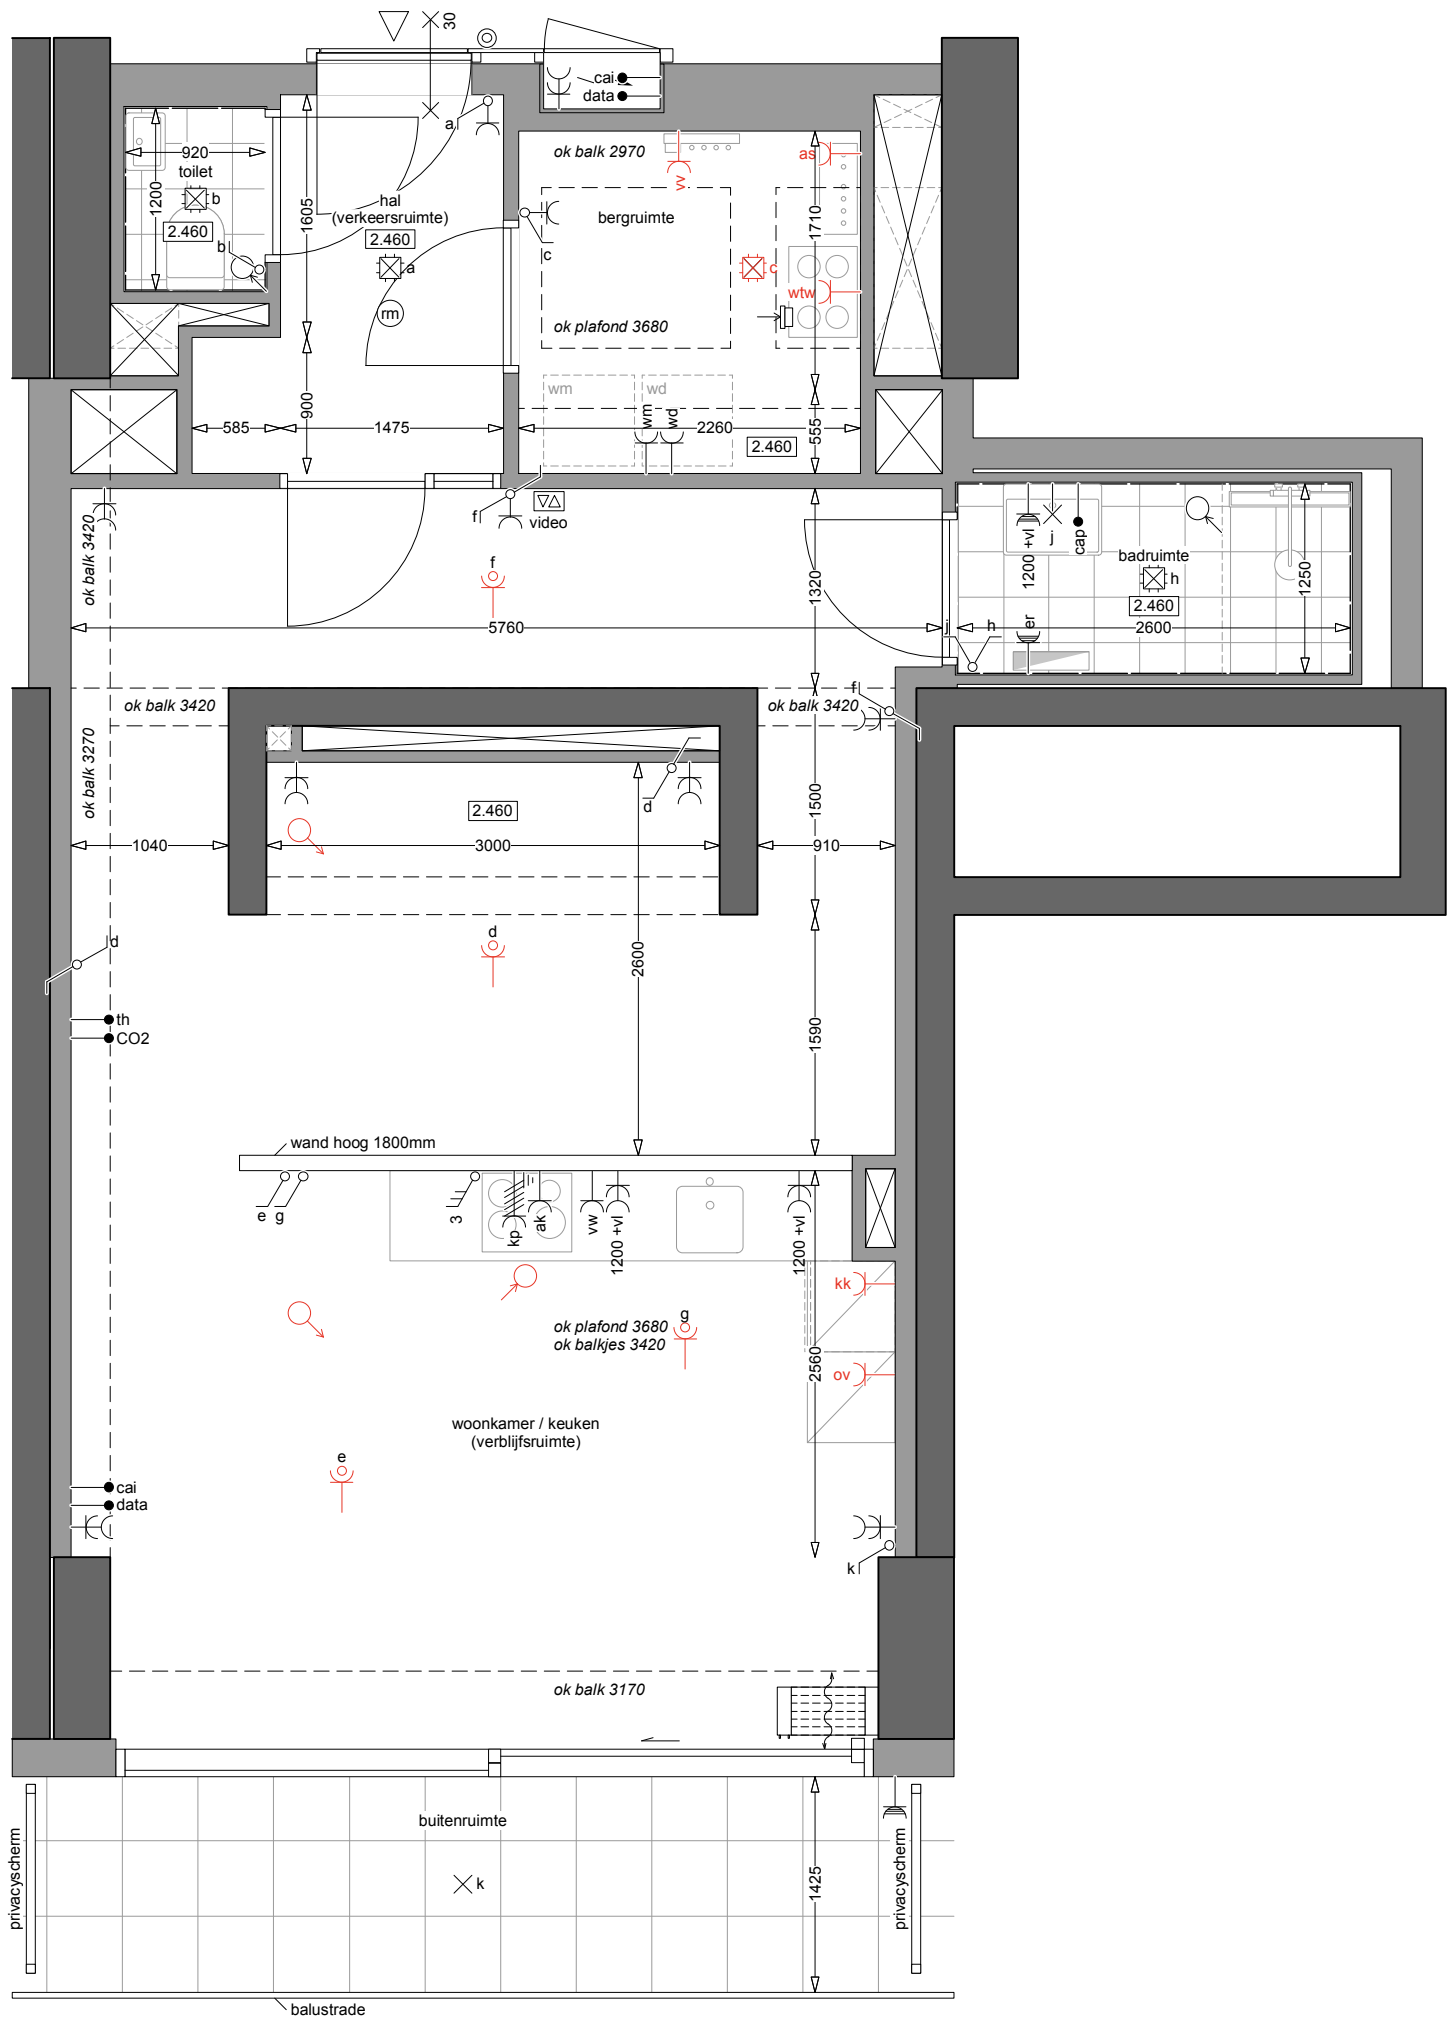 30
cai
data
a
ok balk 2970
as
vv
920
toilet
b
1200
2.460
b
1605
hal
(verkeersruimte)
2.460
a
rm
bergruimte
c
1710
c
wtw
ok plafond 3680
wm
wd
wm
wd
900
585
1475
2260
555
2.460
f
video
ok balk 3420
f
1320
5760
1200 +vl
j
cap
badruimte
h
2.460
1250
er
2600
j
h
ok balk 3420
ok balk 3420
f
ok balk 3270
d
2.460
1500
1040
3000
910
d
d
2600
th
CO2
1590
wand hoog 1800mm
e
g
3
kp
ak
vw
1200 +vl
1200 +vl
kk
g
ok plafond 3680
ok balkjes 3420
2560
ov
woonkamer / keuken
(verblijfsruimte)
e
cai
data
k
ok balk 3170
buitenruimte
privacyscherm
k
1425
privacyscherm
balustrade